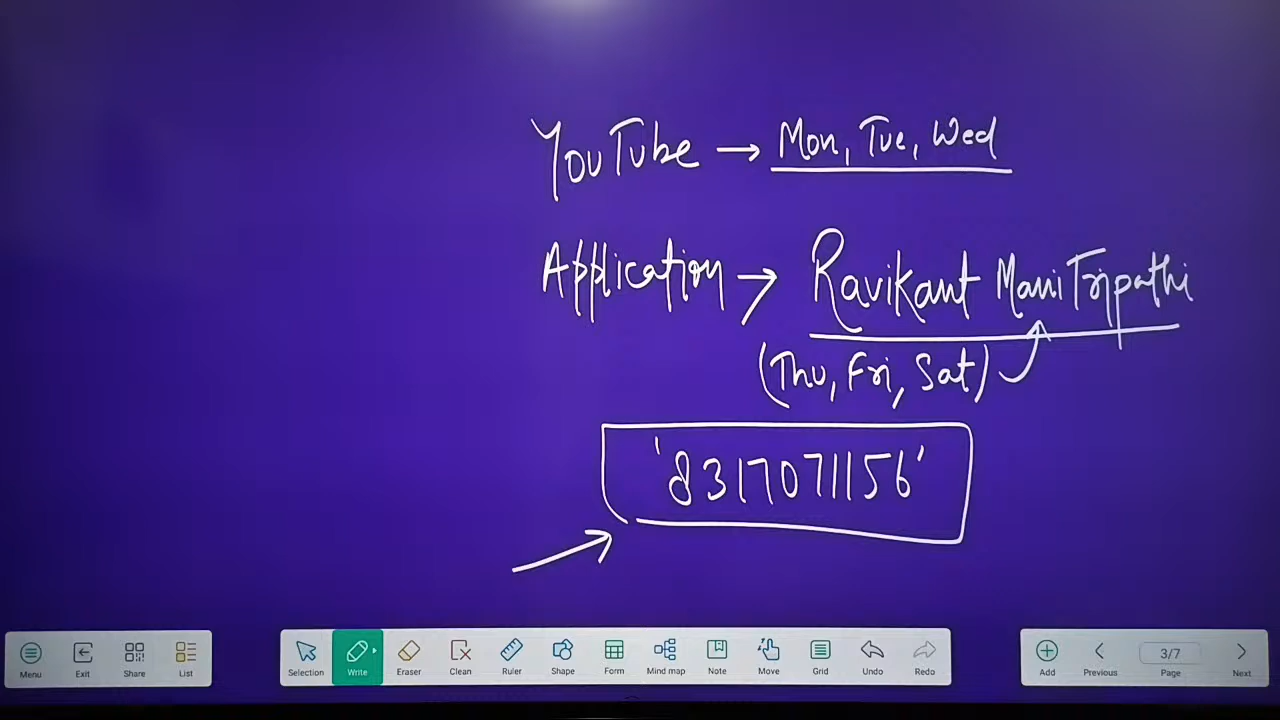 YouTube → Mon, Tue, Wed
Application → Ravikant Mani Tripathi
(Thu, Fri, Sat)
'8317071156'
Menu Exit Share List Selection Write Eraser Clean Ruler Shape Form Mind map Note Move Grid Undo Redo Add Previous 3/7 Page Next